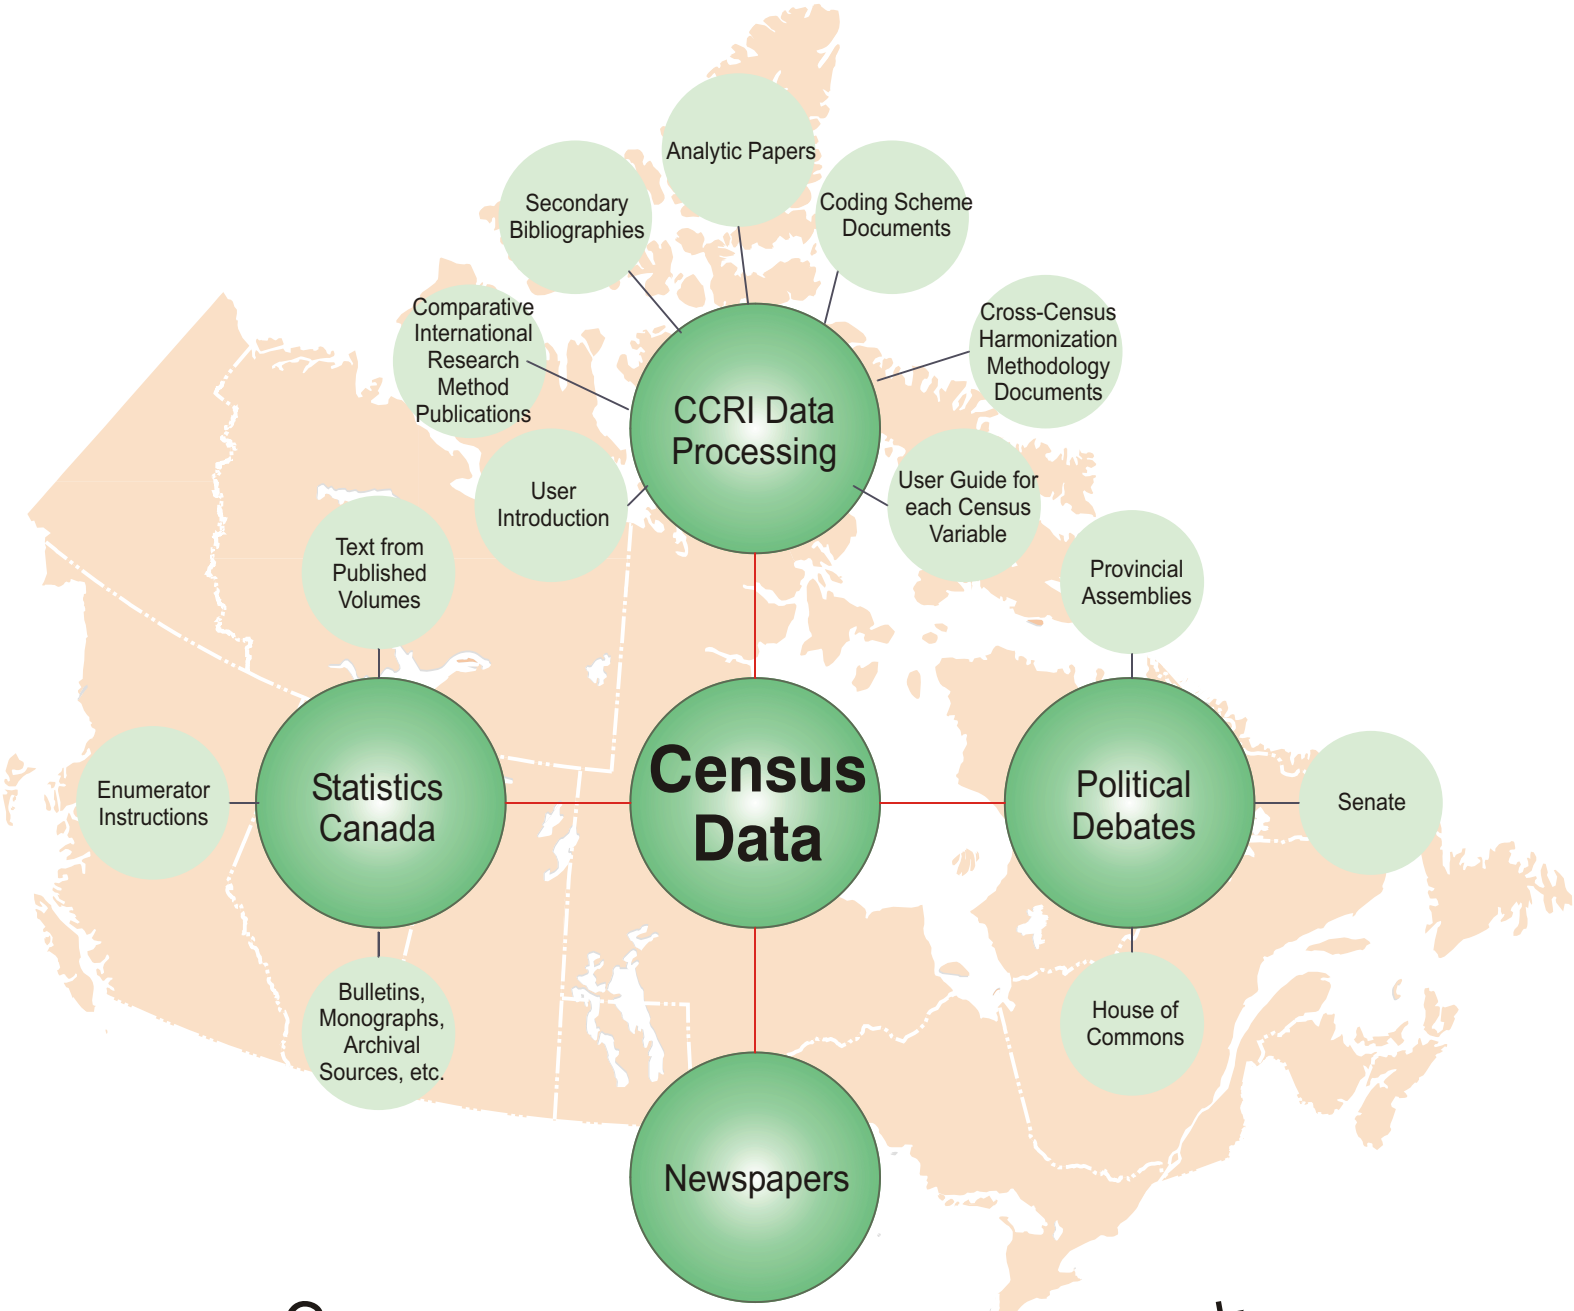 Analytic Papers
Secondary
Bibliographies
Coding Scheme
Documents
Comparative
International
Research
Method
Publications
Cross-Census
Harmonization
Methodology
Documents
CCRI Data
Processing
User
Introduction
User Guide for
each Census
Variable
Text from
Published
Volumes
Provincial
Assemblies
Enumerator
Instructions
Statistics
Canada
Census
Data
Political
Debates
Senate
Bulletins,
Monographs,
Archival
Sources, etc.
House of
Commons
Newspapers